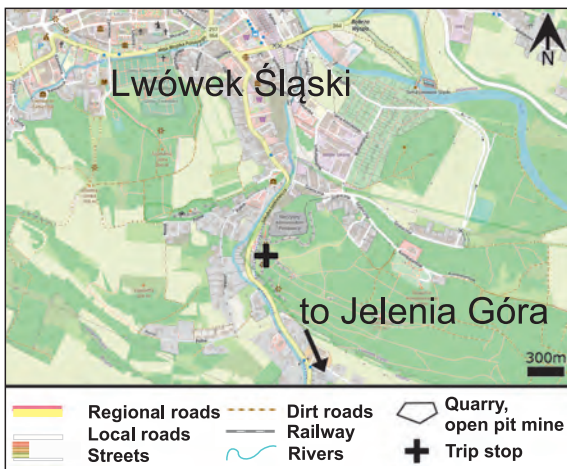 N
Lwówek Śląski
to Jelenia Góra
300m
Regional roads
Local roads
Streets
Dirt roads
Railway
Rivers
Quarry,
open pit mine
Trip stop